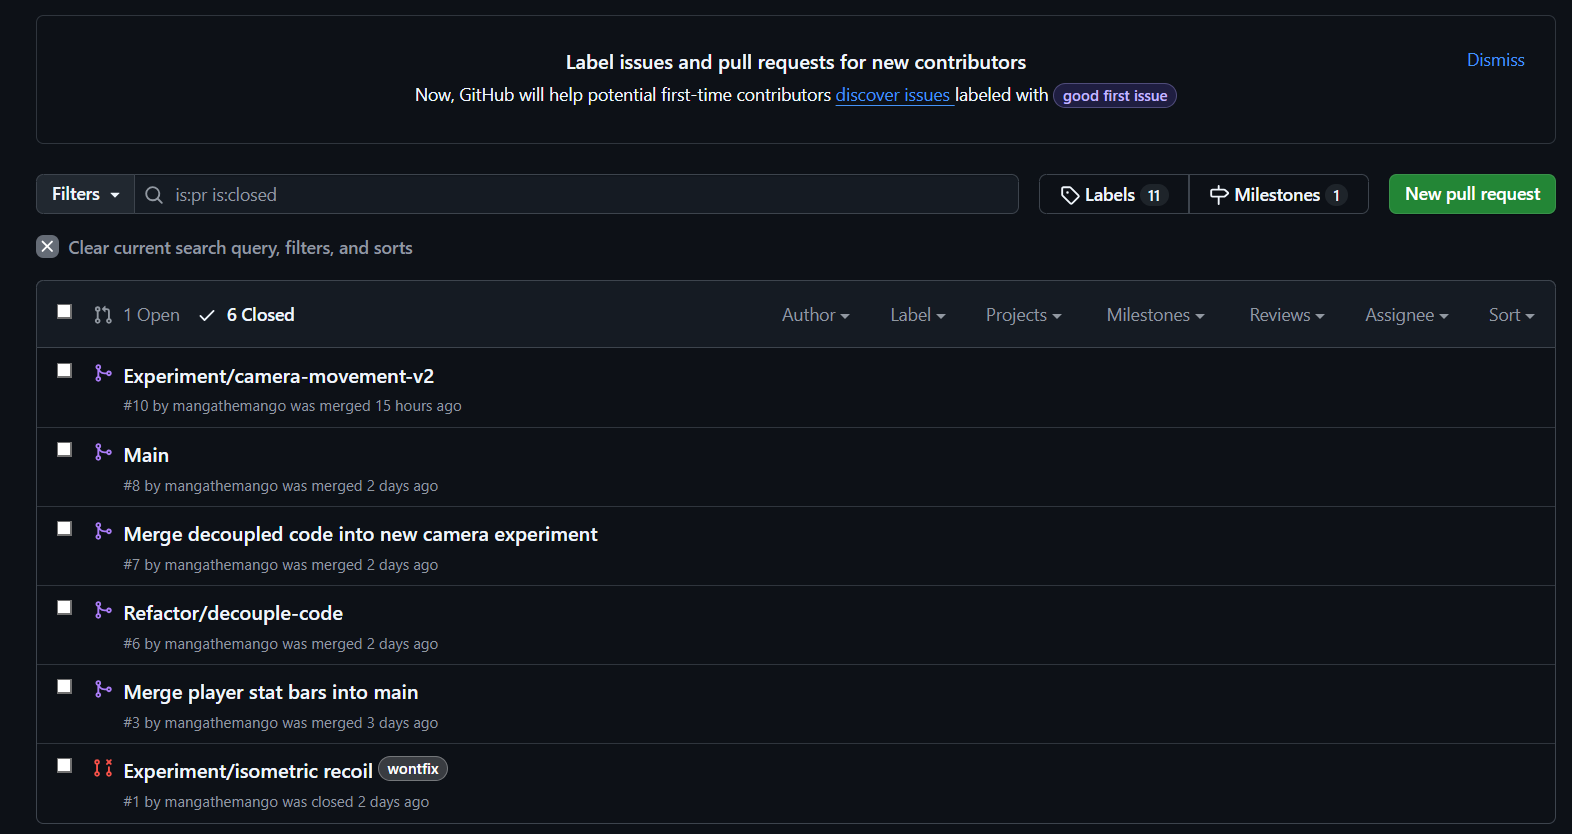 Label issues and pull requests for new contributors
Dismiss
Now, GitHub will help potential first-time contributors discover issues labeled with good first issue
Filters
is:pr is:closed
Labels 11
Milestones 1
New pull request
Clear current search query, filters, and sorts
1 Open 6 Closed
Author Label Projects Milestones Reviews Assignee Sort
Experiment/camera-movement-v2
#10 by mangathemango was merged 15 hours ago
Main
#8 by mangathemango was merged 2 days ago
Merge decoupled code into new camera experiment
#7 by mangathemango was merged 2 days ago
Refactor/decouple-code
#6 by mangathemango was merged 2 days ago
Merge player stat bars into main
#3 by mangathemango was merged 3 days ago
Experiment/isometric recoil wontfix
#1 by mangathemango was closed 2 days ago